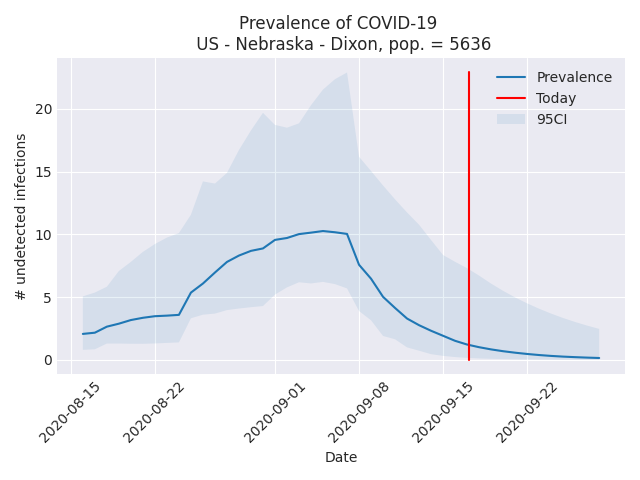 Prevalence of COVID-19
US - Nebraska - Dixon, pop. = 5636
Prevalence
Today
95CI
# undetected infections
20
15
10
5
0
2020-08-15
2020-08-22
2020-09-01
2020-09-08
2020-09-15
2020-09-22
Date